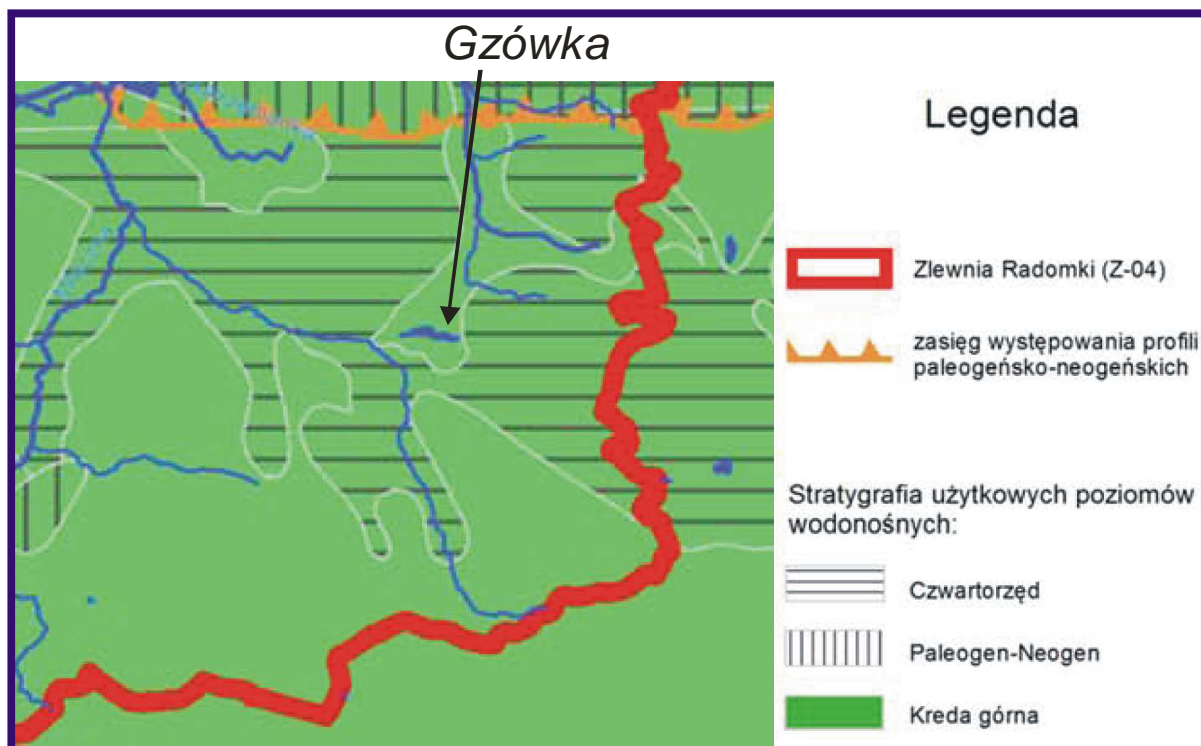 Gzówka
Legenda
Zlewnia Radomki (Z-04)
zasięg występowania profili
paleogeńsko-neogeńskich
Stratygrafia użytkowych poziomów
wodonośnych:
Czwartorzęd
Paleogen-Neogen
Kreda górna